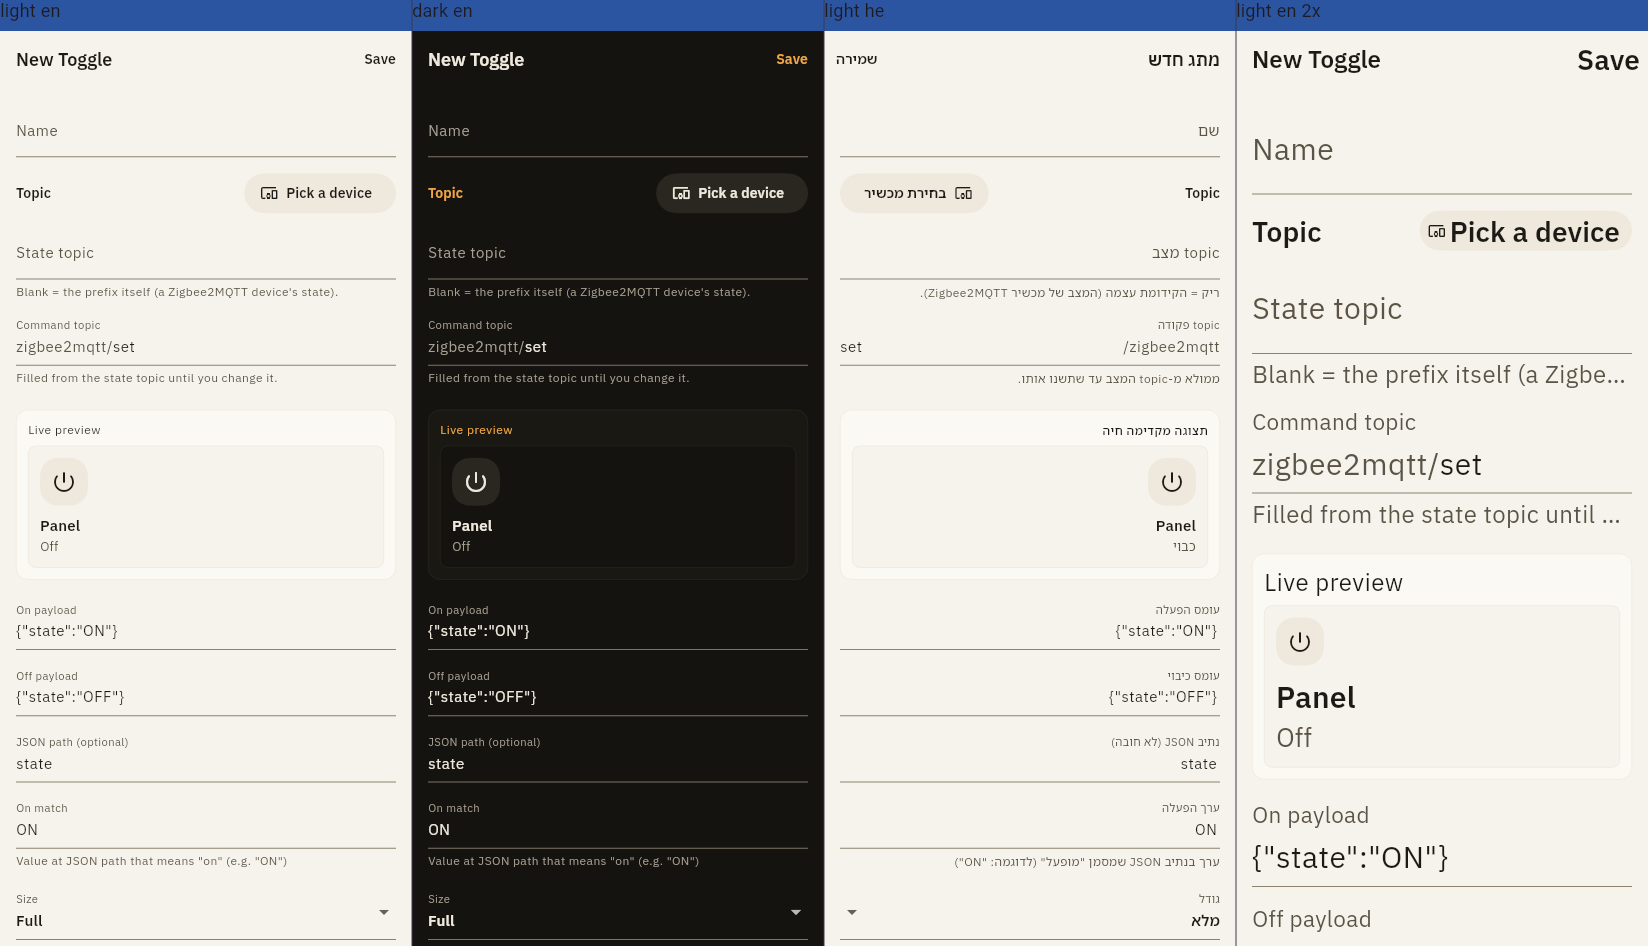 light en
New Toggle
Save
Name
Topic
Pick a device
State topic
Blank = the prefix itself (a Zigbee2MQTT device's state).
Command topic
zigbee2mqtt/set
Filled from the state topic until you change it.
Live preview
Panel
Off
On payload
{"state":"ON"}
Off payload
{"state":"OFF"}
JSON path (optional)
state
On match
ON
Value at JSON path that means "on" (e.g. "ON")
Size
Full
dark en
New Toggle
Save
Name
Topic
Pick a device
State topic
Blank = the prefix itself (a Zigbee2MQTT device's state).
Command topic
zigbee2mqtt/set
Filled from the state topic until you change it.
Live preview
Panel
Off
On payload
{"state":"ON"}
Off payload
{"state":"OFF"}
JSON path (optional)
state
On match
ON
Value at JSON path that means "on" (e.g. "ON")
Size
Full
light he
מתג חדש
שמירה
שם
Topic
בחירת מכשיר
topic מצב
ריק = הקידומת עצמה (המצב של מכשיר Zigbee2MQTT).
topic פקודה
zigbee2mqtt/
set
ממולא מ-topic המצב עד שתשנו אותו.
תצוגה מקדימה חיה
Panel
כבוי
עומס הפעלה
{"state":"ON"}
עומס כיבוי
{"state":"OFF"}
נתיב JSON (לא חובה)
state
ערך הפעלה
ON
ערך בנתיב JSON שמסמן "מופעל" (לדוגמה: "ON")
גודל
מלא
light en 2x
New Toggle
Save
Name
Topic
Pick a device
State topic
Blank = the prefix itself (a Zigbe...
Command topic
zigbee2mqtt/set
Filled from the state topic until ...
Live preview
Panel
Off
On payload
{"state":"ON"}
Off payload